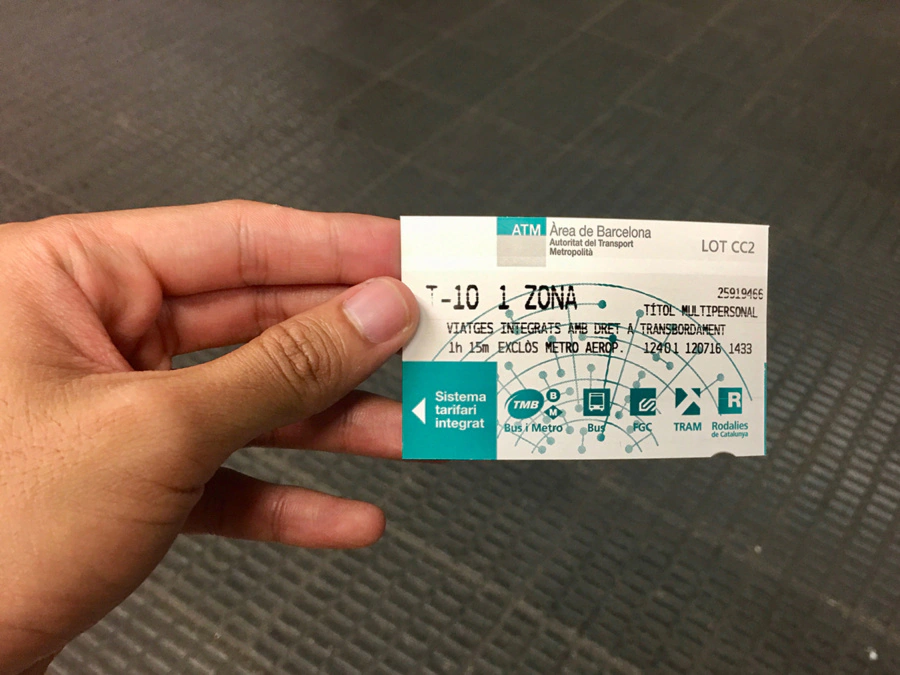 ATM Àrea de Barcelona
Autoritat del Transport
Metropolità
LOT CC2
25919466
T-10 1 ZONA
TÍTOL MULTIPERSONAL
VIATGES INTEGRATS AMB DRET A TRANSBORDAMENT
1h 15m EXCLÒS METRO AEROP. 12401 120716 1433
Sistema
tarifari
integrat
TMB B M
R
Bus i Metro Bus FGC TRAM Rodalies
de Catalunya